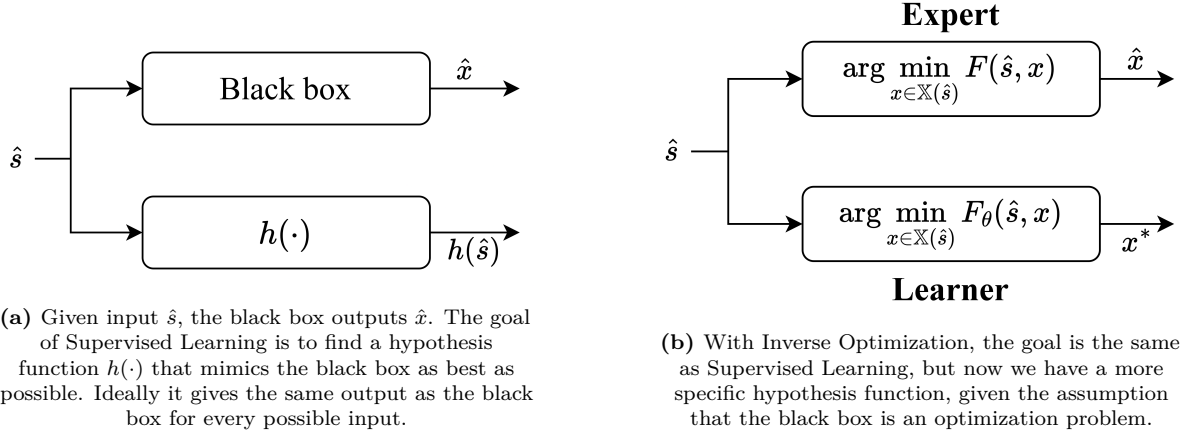 Black box
x̂
ŝ
h(·)
h(ŝ)
(a) Given input ŝ, the black box outputs x̂. The goal
of Supervised Learning is to find a hypothesis
function h(·) that mimics the black box as best as
possible. Ideally it gives the same output as the black
box for every possible input.
Expert
arg min F(ŝ, x)
x∈𝕏(ŝ)
x̂
ŝ
arg min F_θ(ŝ, x)
x∈𝕏(ŝ)
x*
Learner
(b) With Inverse Optimization, the goal is the same
as Supervised Learning, but now we have a more
specific hypothesis function, given the assumption
that the black box is an optimization problem.